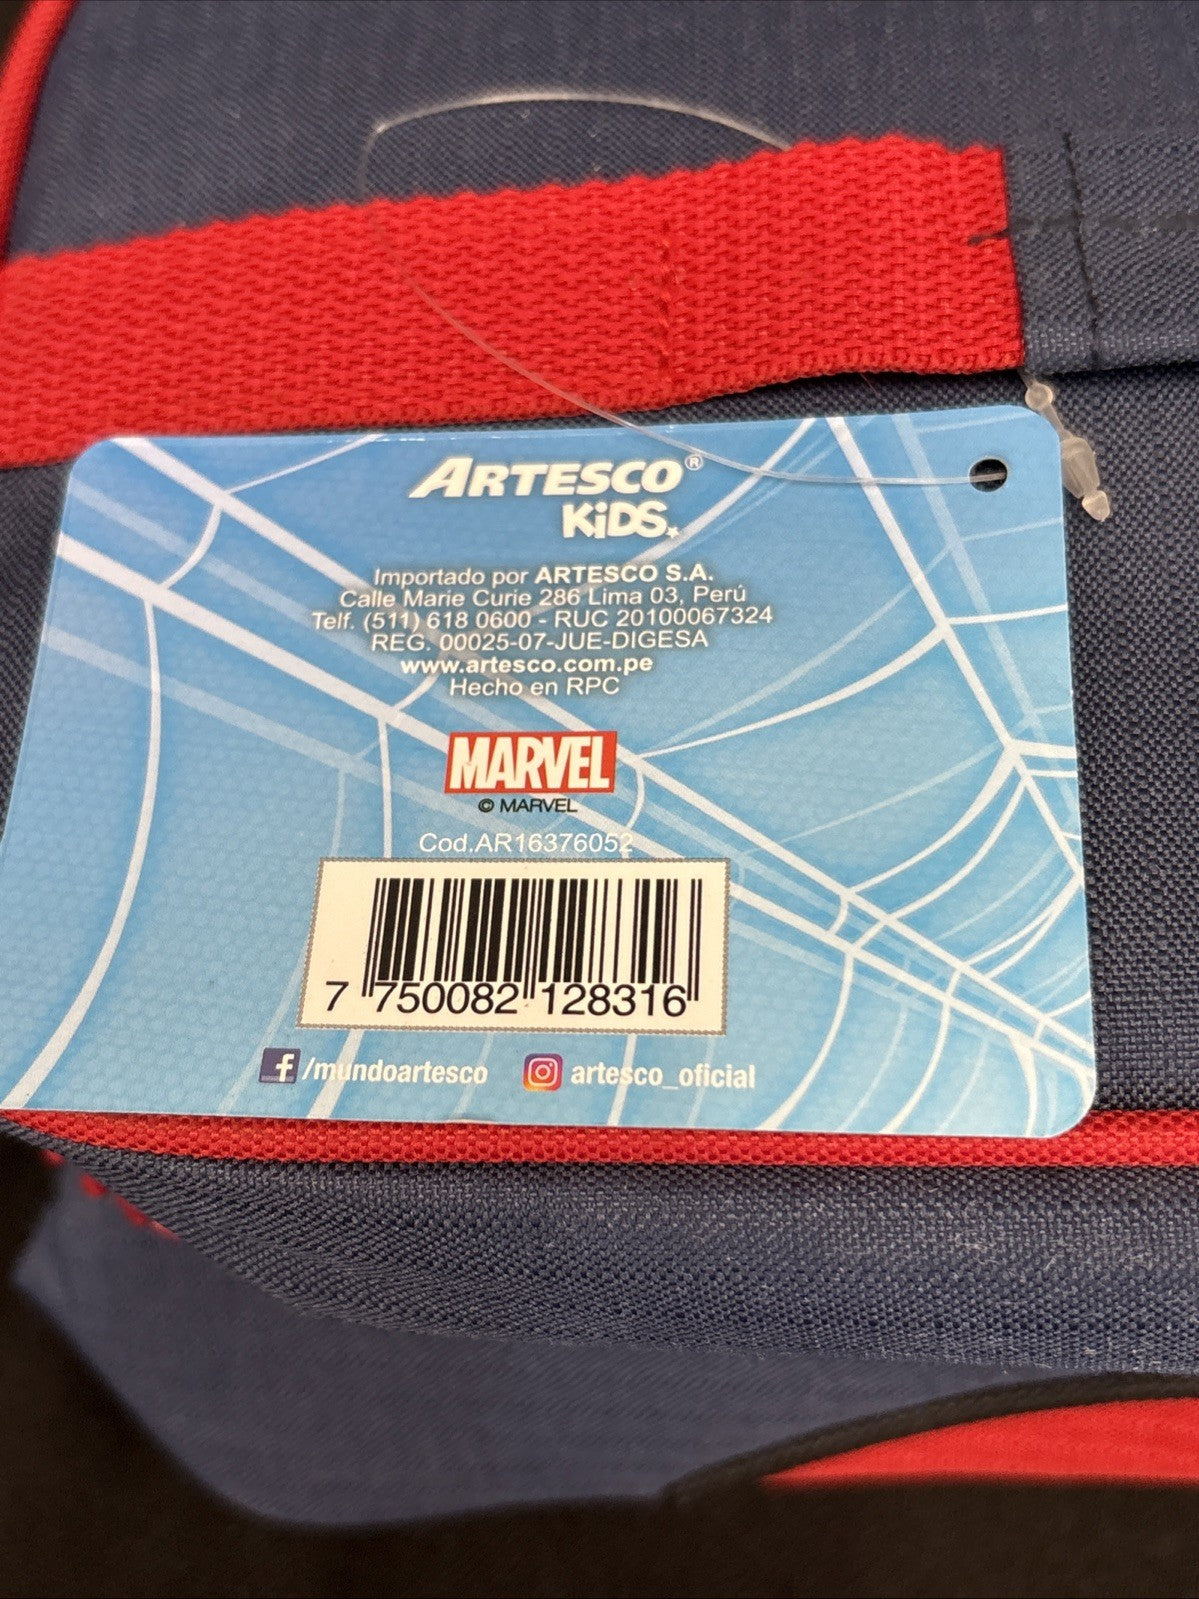 ARTESCO®
KiDS
Importado por ARTESCO S.A.
Calle Marie Curie 286 Lima 03, Perú
Telf. (511) 618 0600 - RUC 20100067324
REG. 00025-07-JUE-DIGESA
www.artesco.com.pe
Hecho en RPC
MARVEL
© MARVEL
Cod.AR16376052
7 750082 128316
f /mundoartesco artesco_oficial